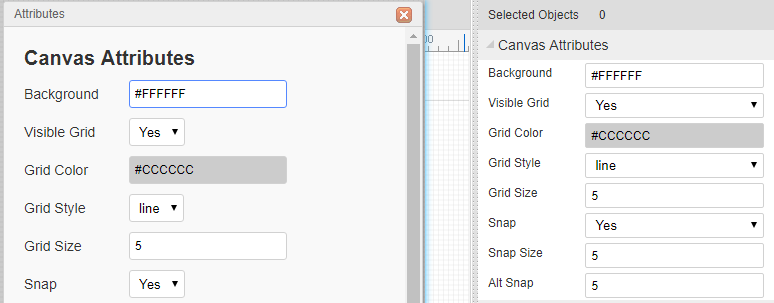 Attributes
Canvas Attributes
Background #FFFFFF
Visible Grid Yes
Grid Color #CCCCCC
Grid Style line
Grid Size 5
Snap Yes
00
Selected Objects 0
Canvas Attributes
Background #FFFFFF
Visible Grid Yes
Grid Color #CCCCCC
Grid Style line
Grid Size 5
Snap Yes
Snap Size 5
Alt Snap 5